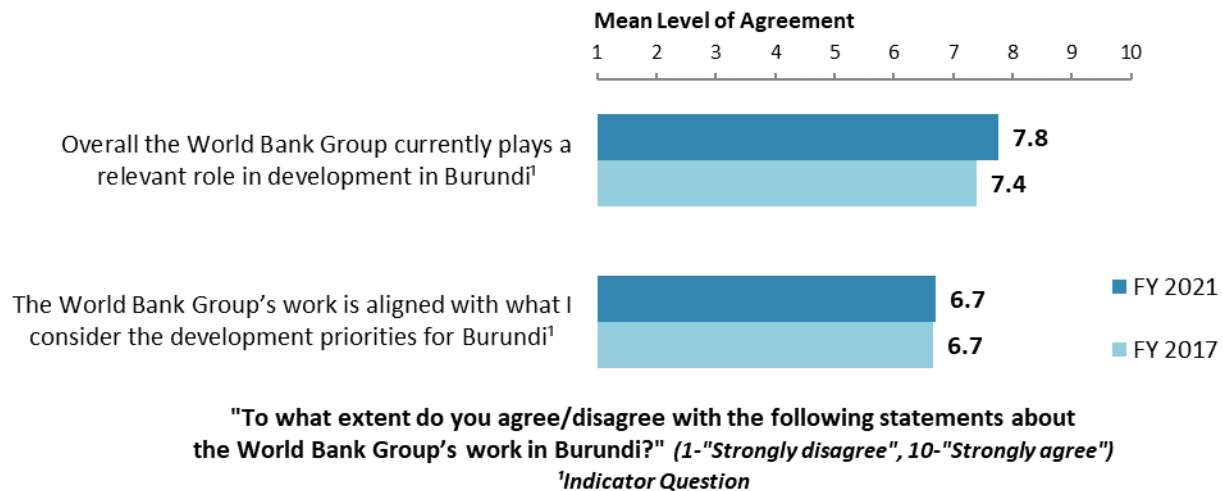 Mean Level of Agreement
1 2 3 4 5 6 7 8 9 10
Overall the World Bank Group currently plays a
relevant role in development in Burundi¹
7.8
7.4
The World Bank Group’s work is aligned with what I
consider the development priorities for Burundi¹
6.7
6.7
FY 2021
FY 2017
"To what extent do you agree/disagree with the following statements about
the World Bank Group’s work in Burundi?" (1-"Strongly disagree", 10-"Strongly agree")
¹Indicator Question